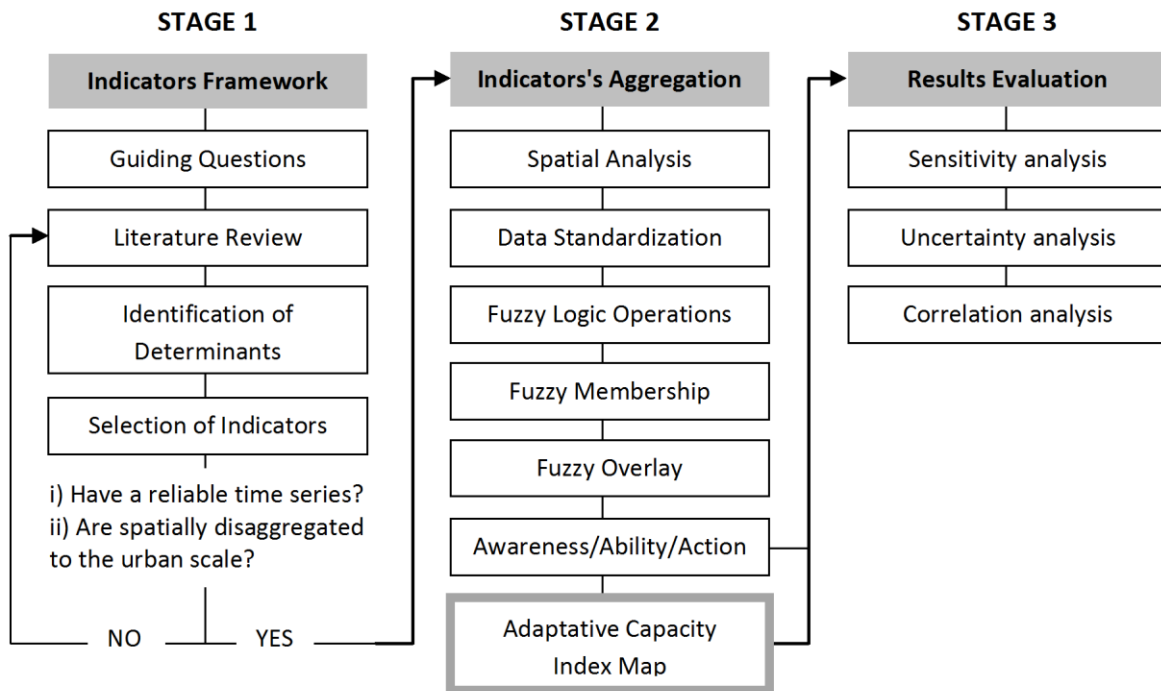 STAGE 1
Indicators Framework
Guiding Questions
Literature Review
Identification of
Determinants
Selection of Indicators
i) Have a reliable time series?
ii) Are spatially disaggregated
to the urban scale?
NO
YES
STAGE 2
Indicators's Aggregation
Spatial Analysis
Data Standardization
Fuzzy Logic Operations
Fuzzy Membership
Fuzzy Overlay
Awareness/Ability/Action
Adaptative Capacity
Index Map
STAGE 3
Results Evaluation
Sensitivity analysis
Uncertainty analysis
Correlation analysis